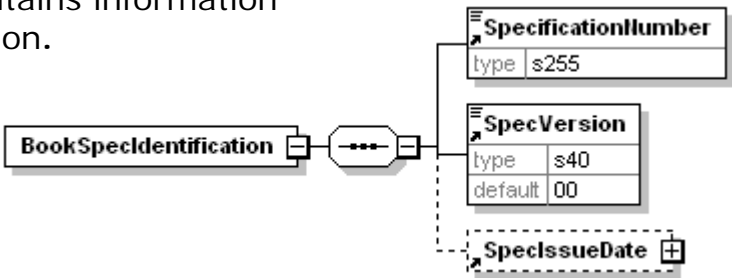 ntains information
on.
SpecificationNumber
type s255
BookSpecIdentification
SpecVersion
type s40
default 00
SpecIssueDate